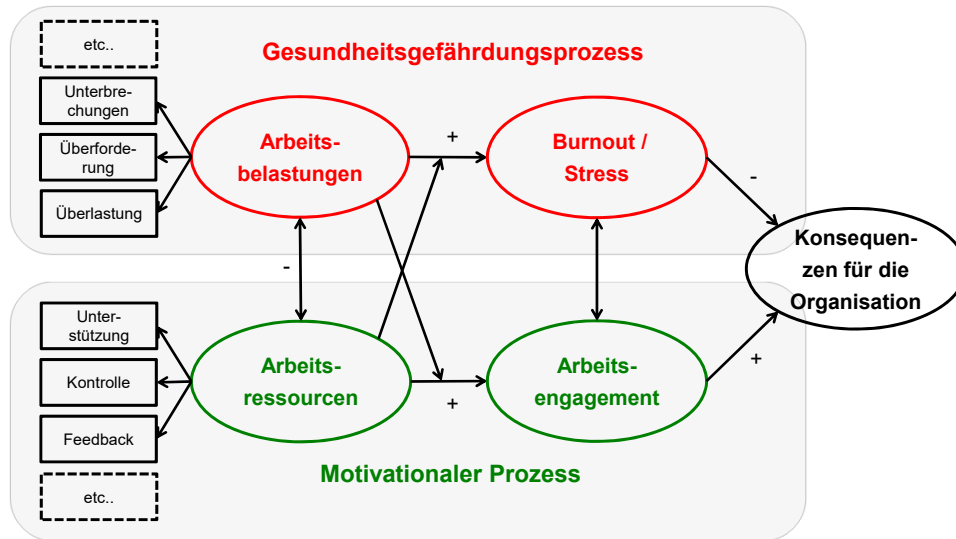 etc..
Gesundheitsgefährdungsprozess
Unterbre-
chungen
Überforde-
rung
Überlastung
Arbeits-
belastungen
+
Burnout /
Stress
-
Konsequen-
zen für die
Organisation
-
Unter-
stützung
Kontrolle
Feedback
etc..
Arbeits-
ressourcen
+
Arbeits-
engagement
+
Motivationaler Prozess